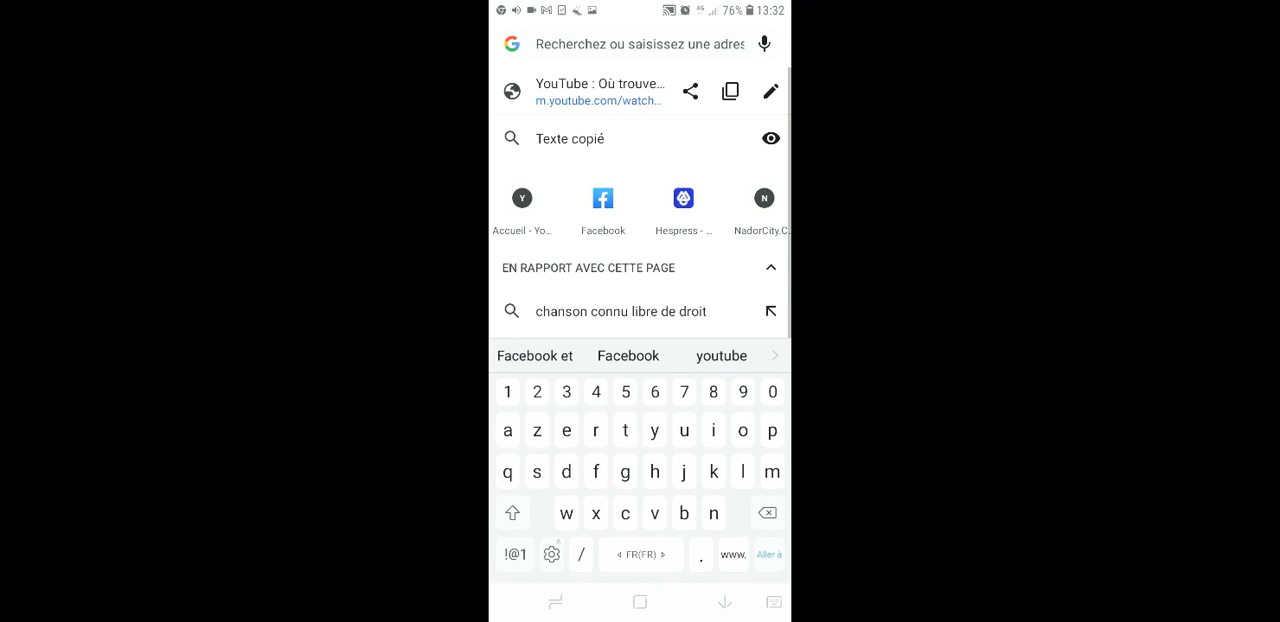 76% 13:32
Recherchez ou saisissez une adres
YouTube : Où trouve...
m.youtube.com/watch...
Texte copié
Y
N
Accueil - Yo... Facebook Hespress - ... NadorCity.C
EN RAPPORT AVEC CETTE PAGE
chanson connu libre de droit
Facebook et Facebook youtube
1 2 3 4 5 6 7 8 9 0
a z e r t y u i o p
q s d f g h j k l m
w x c v b n
!@1 / FR(FR) . www. Aller à